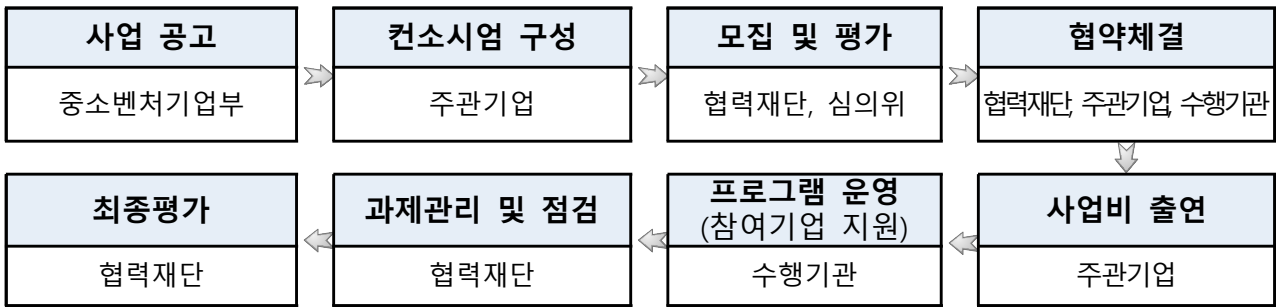 사업 공고
중소벤처기업부
컨소시엄 구성
주관기업
모집 및 평가
협력재단, 심의위
협약체결
협력재단, 주관기업, 수행기관
사업비 출연
주관기업
프로그램 운영
(참여기업 지원)
수행기관
과제관리 및 점검
협력재단
최종평가
협력재단